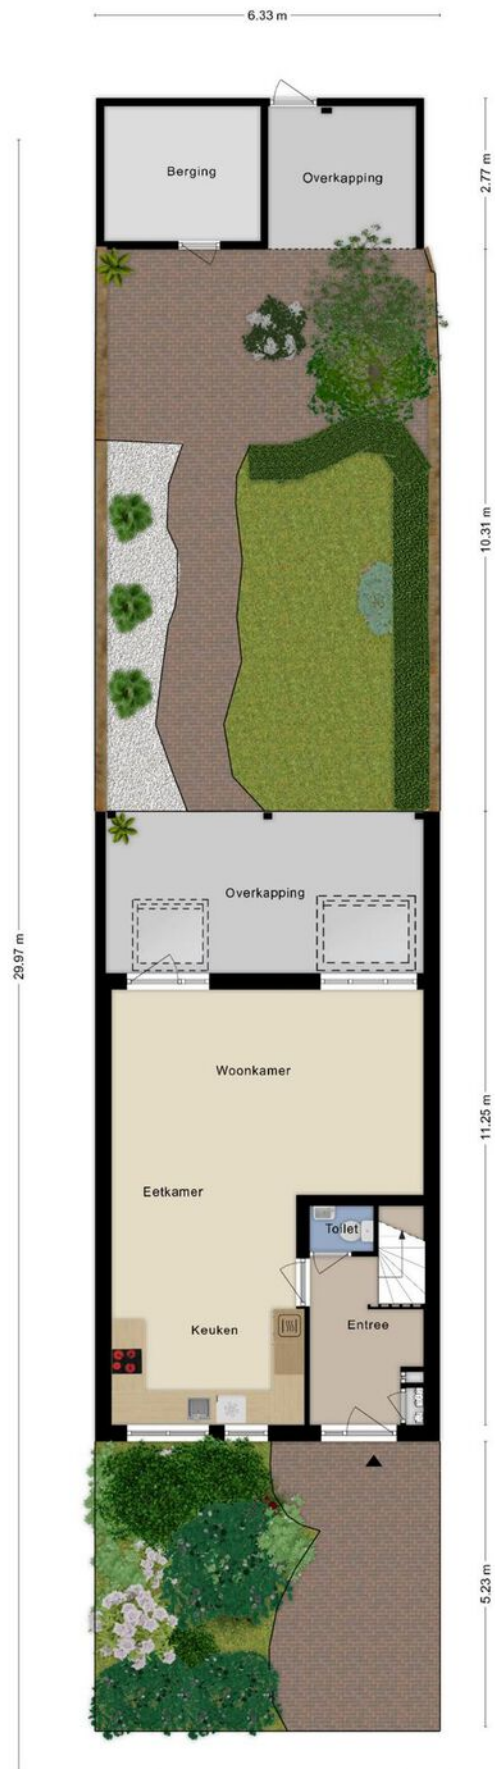 6.33 m
Berging
Overkapping
2.77 m
10.31 m
Overkapping
29.97 m
Woonkamer
11.25 m
Eetkamer
Toilet
Entree
Keuken
5.23 m